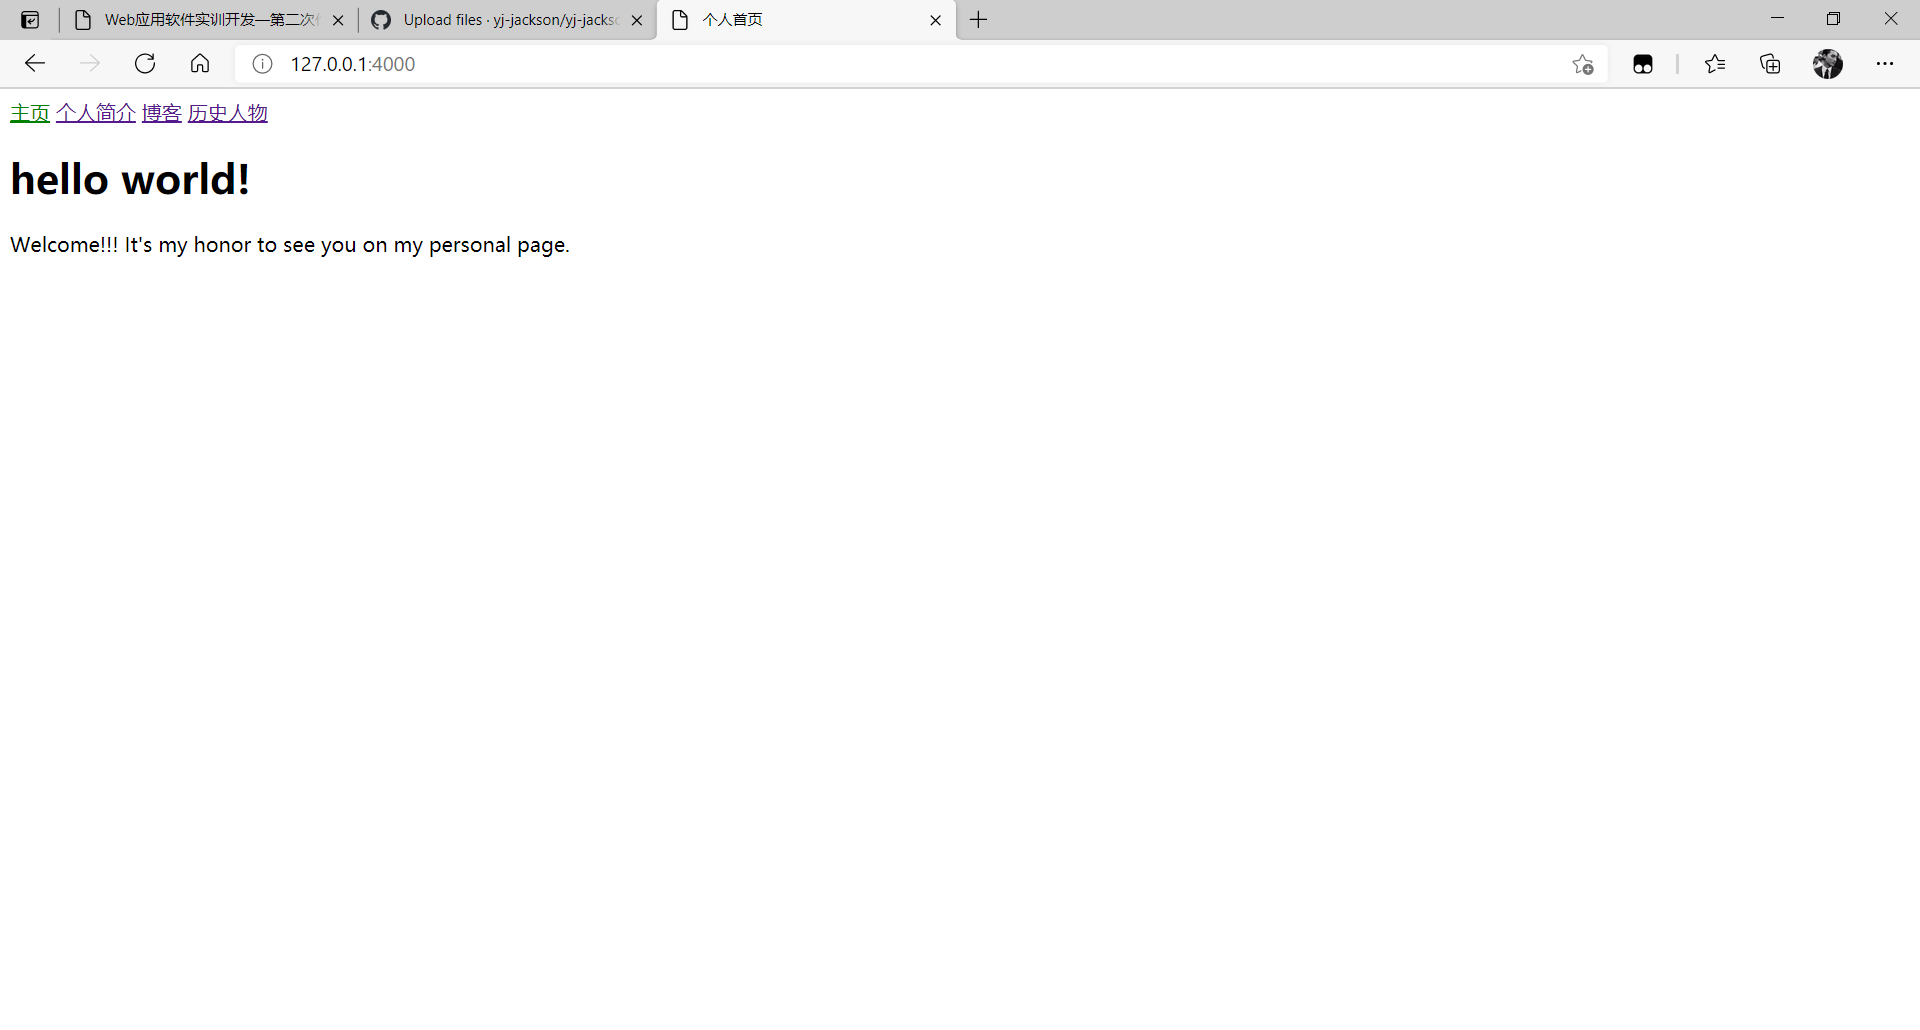 Web应用软件实训开发—第二次
Upload files · yj-jackson/yj-jacks
个人首页
127.0.0.1:4000
主页 个人简介 博客 历史人物
hello world!
Welcome!!! It's my honor to see you on my personal page.